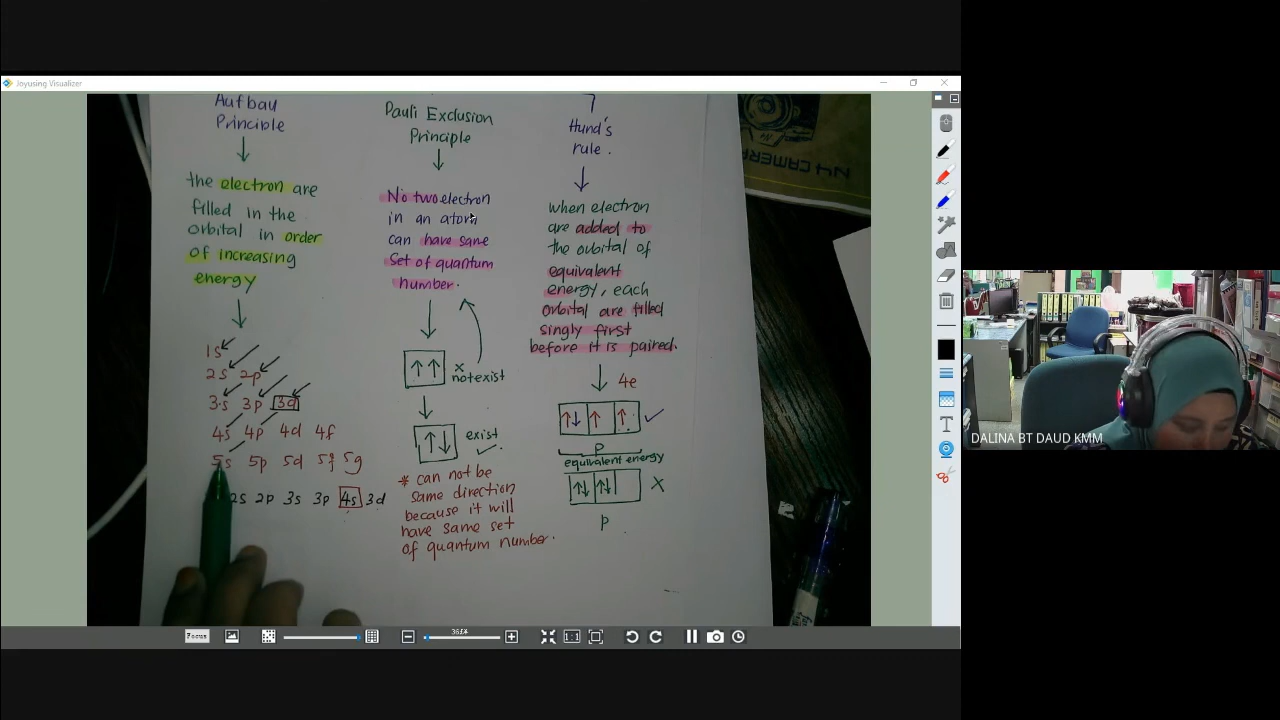 Joyusing Visualizer
Aufbau
Principle
the electron are
filled in the
orbital in order
of increasing
energy
1s
2s 2p
3s 3p 3d
4s 4p 4d 4f
5s 5p 5d 5f 5g
2s 2p 3s 3p 4s 3d
Pauli Exclusion
Principle
No two electron
in an atom
can have same
set of quantum
number.
x
not exist
exist
* can not be
same direction
because it will
have same set
of quantum number.
Hund's
rule.
when electron
are added to
the orbital of
equivalent
energy, each
orbital are filled
singly first
before it is paired.
4e
p
equivalent energy
X
p
DALINA BT DAUD KMM
Focus
1:1
T